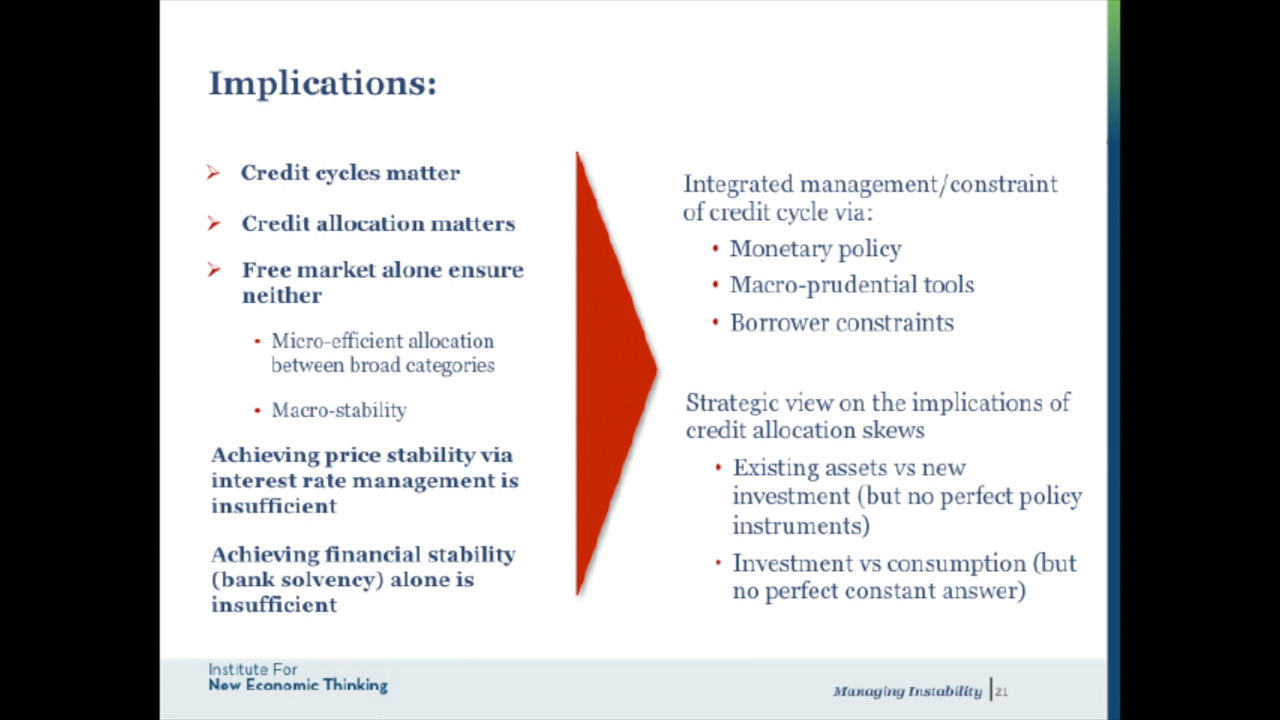 Implications:
Credit cycles matter
Credit allocation matters
Free market alone ensure
neither
Micro-efficient allocation
between broad categories
Macro-stability
Achieving price stability via
interest rate management is
insufficient
Achieving financial stability
(bank solvency) alone is
insufficient
Integrated management/constraint
of credit cycle via:
Monetary policy
Macro-prudential tools
Borrower constraints
Strategic view on the implications of
credit allocation skews
Existing assets vs new
investment (but no perfect policy
instruments)
Investment vs consumption (but
no perfect constant answer)
Institute For
New Economic Thinking
Managing Instability | 21